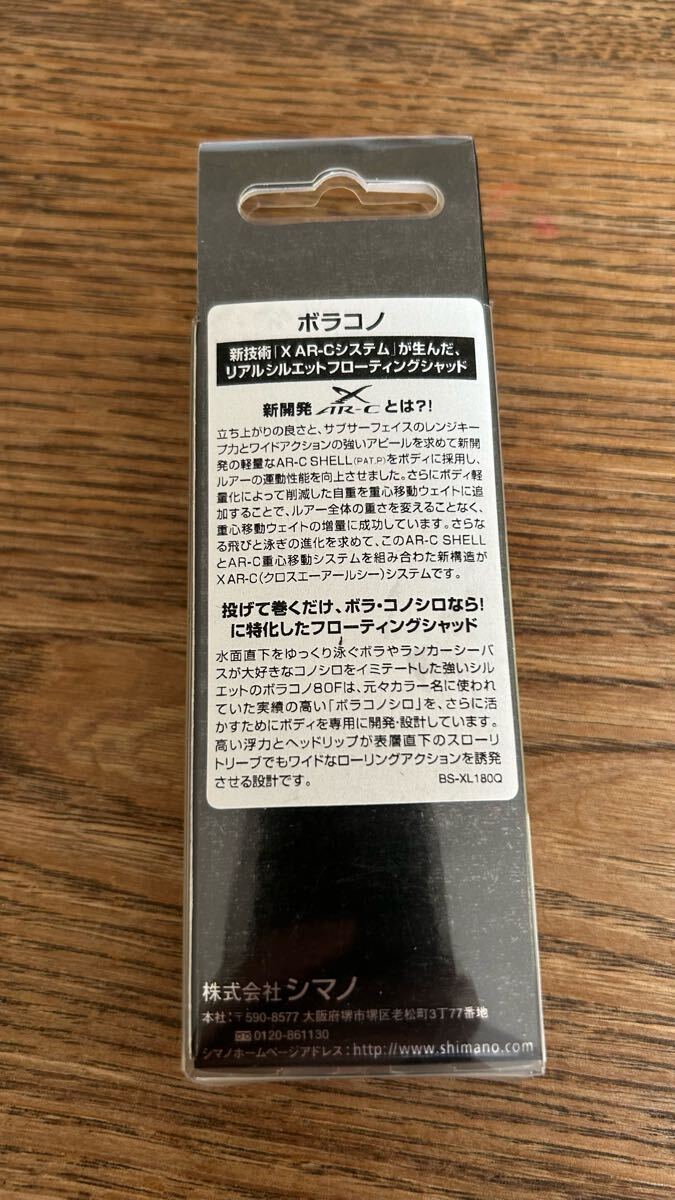 ボラコノ
新技術「X AR-Cシステム」が生んだ、
リアルシルエットフローティングシャッド
新開発 X AR-C とは?!
立ち上がりの良さと、サブサーフェイスのレンジキー
プ力とワイドアクションの強いアピールを求めて新開
発の軽量なAR-C SHELL(PAT.P)をボディに採用し、
ルアーの運動性能を向上させました。さらにボディ軽
量化によって削減した自重を重心移動ウェイトに追
加することで、ルアー全体の重さを変えることなく、
重心移動ウェイトの増量に成功しています。さらな
る飛びと泳ぎの進化を求めて、このAR-C SHELL
とAR-C重心移動システムを組み合わた新構造が
X AR-C(クロスエーアールシー)システムです。
投げて巻くだけ、ボラ・コノシロなら!
に特化したフローティングシャッド
水面直下をゆっくり泳ぐボラやランカーシーバ
スが大好きなコノシロをイミテートした強いシル
エットのボラコノ80Fは、元々カラー名に使われ
ていた実績の高い「ボラコノシロ」を、さらに活
かすためにボディを専用に開発・設計しています。
高い浮力とヘッドリップが表層直下のスローリ
トリーブでもワイドなローリングアクションを誘発
させる設計です。 BS-XL180Q
株式会社 シマノ
本社:〒590-8577 大阪府堺市堺区老松町3丁77番地
0120-861130
シマノホームページアドレス:http://www.shimano.com